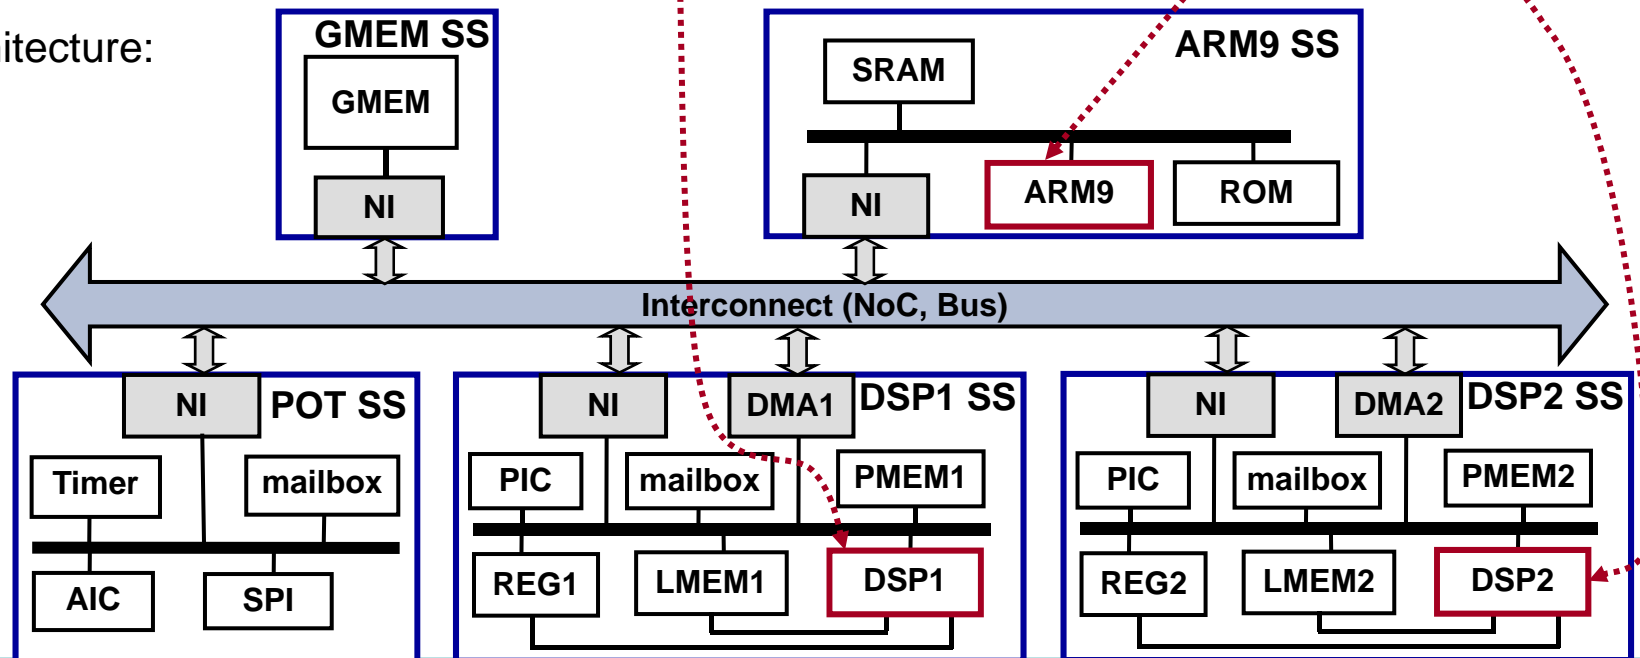 hitecture:
GMEM SS
GMEM
NI
ARM9 SS
SRAM
NI
ARM9
ROM
Interconnect (NoC, Bus)
NI
POT SS
Timer
mailbox
AIC
SPI
NI
DMA1
DSP1 SS
PIC
mailbox
PMEM1
REG1
LMEM1
DSP1
NI
DMA2
DSP2 SS
PIC
mailbox
PMEM2
REG2
LMEM2
DSP2